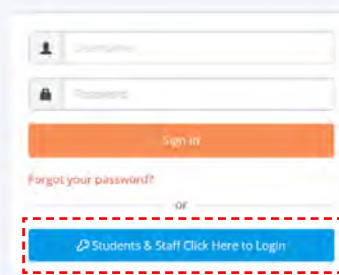 Username
Password
Sign in
Forgot your password?
or
Students & Staff Click Here to Login